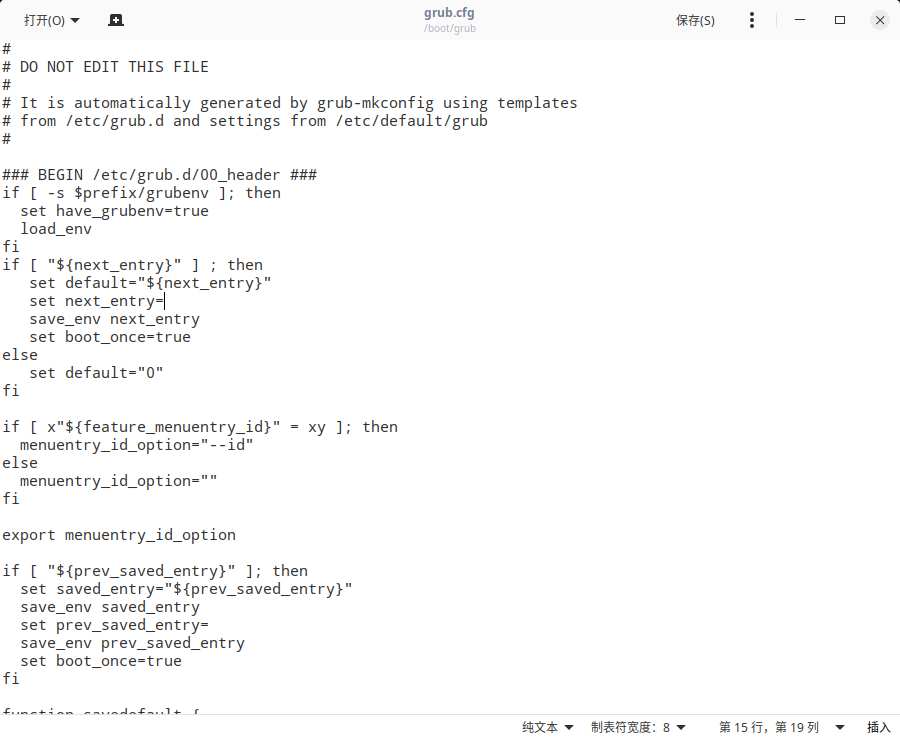 打开(O)
grub.cfg
/boot/grub
保存(S)
#
# DO NOT EDIT THIS FILE
#
# It is automatically generated by grub-mkconfig using templates
# from /etc/grub.d and settings from /etc/default/grub
#
### BEGIN /etc/grub.d/00_header ###
if [ -s $prefix/grubenv ]; then
  set have_grubenv=true
  load_env
fi
if [ "${next_entry}" ] ; then
   set default="${next_entry}"
   set next_entry=
   save_env next_entry
   set boot_once=true
else
   set default="0"
fi
if [ x"${feature_menuentry_id}" = xy ]; then
  menuentry_id_option="--id"
else
  menuentry_id_option=""
fi
export menuentry_id_option
if [ "${prev_saved_entry}" ]; then
  set saved_entry="${prev_saved_entry}"
  save_env saved_entry
  set prev_saved_entry=
  save_env prev_saved_entry
  set boot_once=true
fi
function savedefault {
纯文本 制表符宽度：8 第 15 行，第 19 列 插入